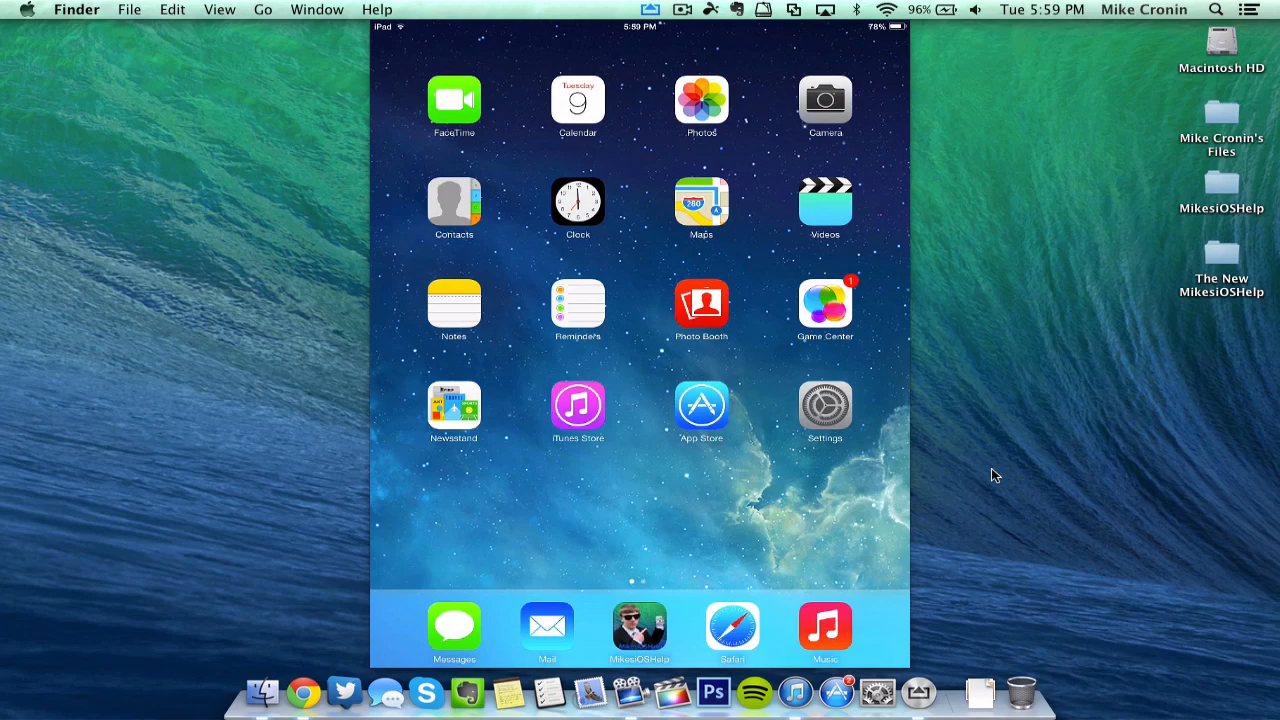 Finder File Edit View Go Window Help 96% Tue 5:59 PM Mike Cronin
iPad 5:59 PM 78%
Macintosh HD
FaceTime
Tuesday
9
Calendar
Photos
Camera
Mike Cronin's
Files
Contacts
Clock
280
Maps
Videos
MikesiOSHelp
Notes
Reminders
Photo Booth
1
Game Center
The New
MikesiOSHelp
Newsstand
iTunes Store
App Store
Settings
Messages
Mail
MikesiOSHelp
Safari
Music
Ps
2